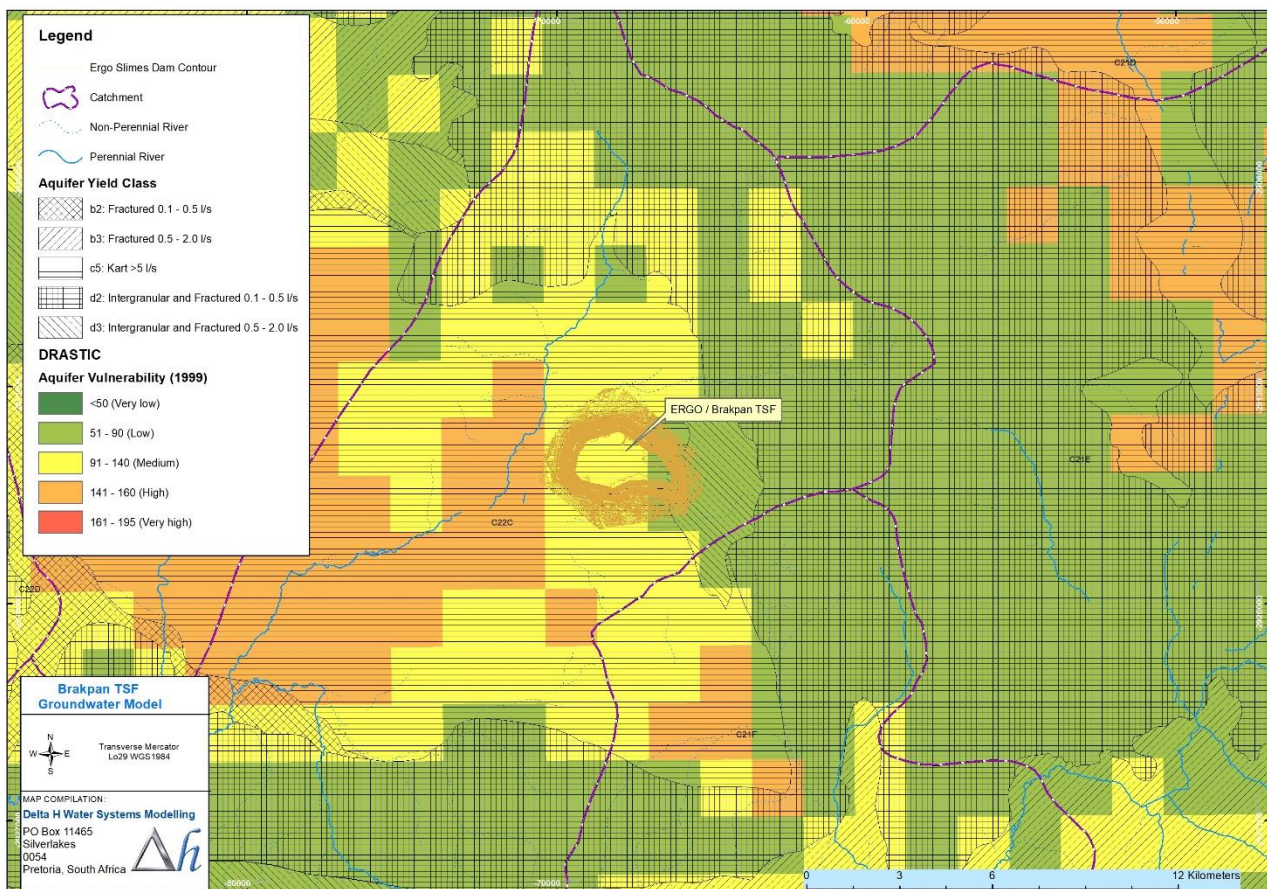 Legend
Ergo Slimes Dam Contour
Catchment
Non-Perennial River
Perennial River
Aquifer Yield Class
b2: Fractured 0.1 - 0.5 l/s
b3: Fractured 0.5 - 2.0 l/s
c5: Kart >5 l/s
d2: Intergranular and Fractured 0.1 - 0.5 l/s
d3: Intergranular and Fractured 0.5 - 2.0 l/s
DRASTIC
Aquifer Vulnerability (1999)
<50 (Very low)
51 - 90 (Low)
91 - 140 (Medium)
141 - 160 (High)
161 - 195 (Very high)
-60000
-50000
C21D
ERGO / Brakpan TSF
C21E
C22C
C22D
C21F
Brakpan TSF
Groundwater Model
N
W E
S
Transverse Mercator
Lo29 WGS1984
MAP COMPILATION:
Delta H Water Systems Modelling
PO Box 11465
Silverlakes
0054
Pretoria, South Africa
h
-80000
-70000
0 3 6 12 Kilometers